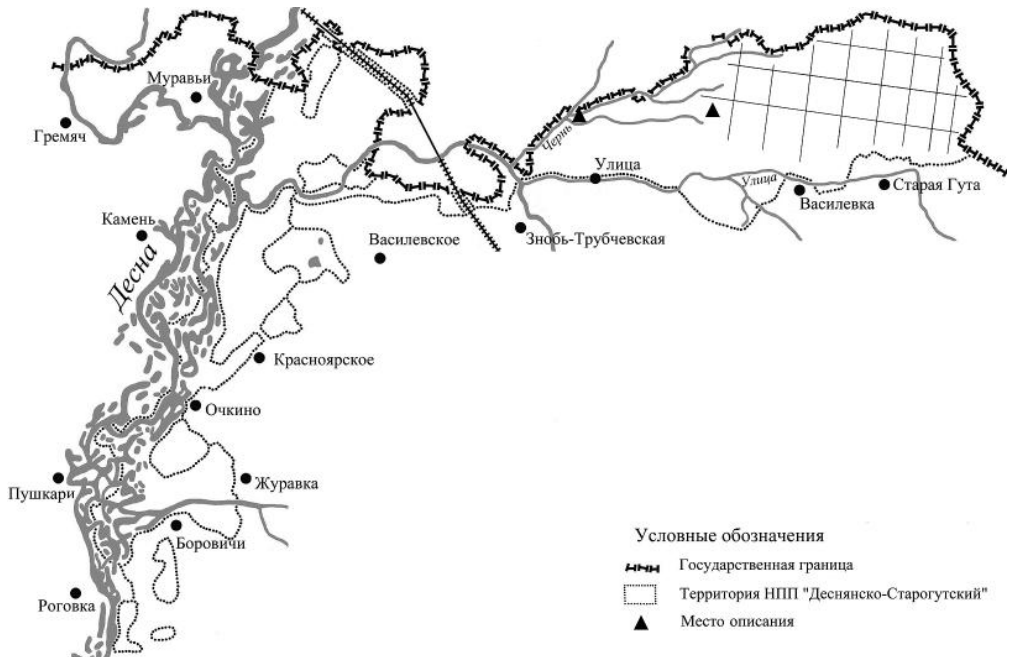 Муравьи
Гремяч
Чернь
Улица
Улица
Старая Гута
Василевка
Камень
Знобь-Трубчевская
Василевское
Десна
Красноярское
Очкино
Пушкари
Журавка
Боровичи
Роговка
Условные обозначения
Государственная граница
Территория НПП "Деснянско-Старогутский"
Место описания